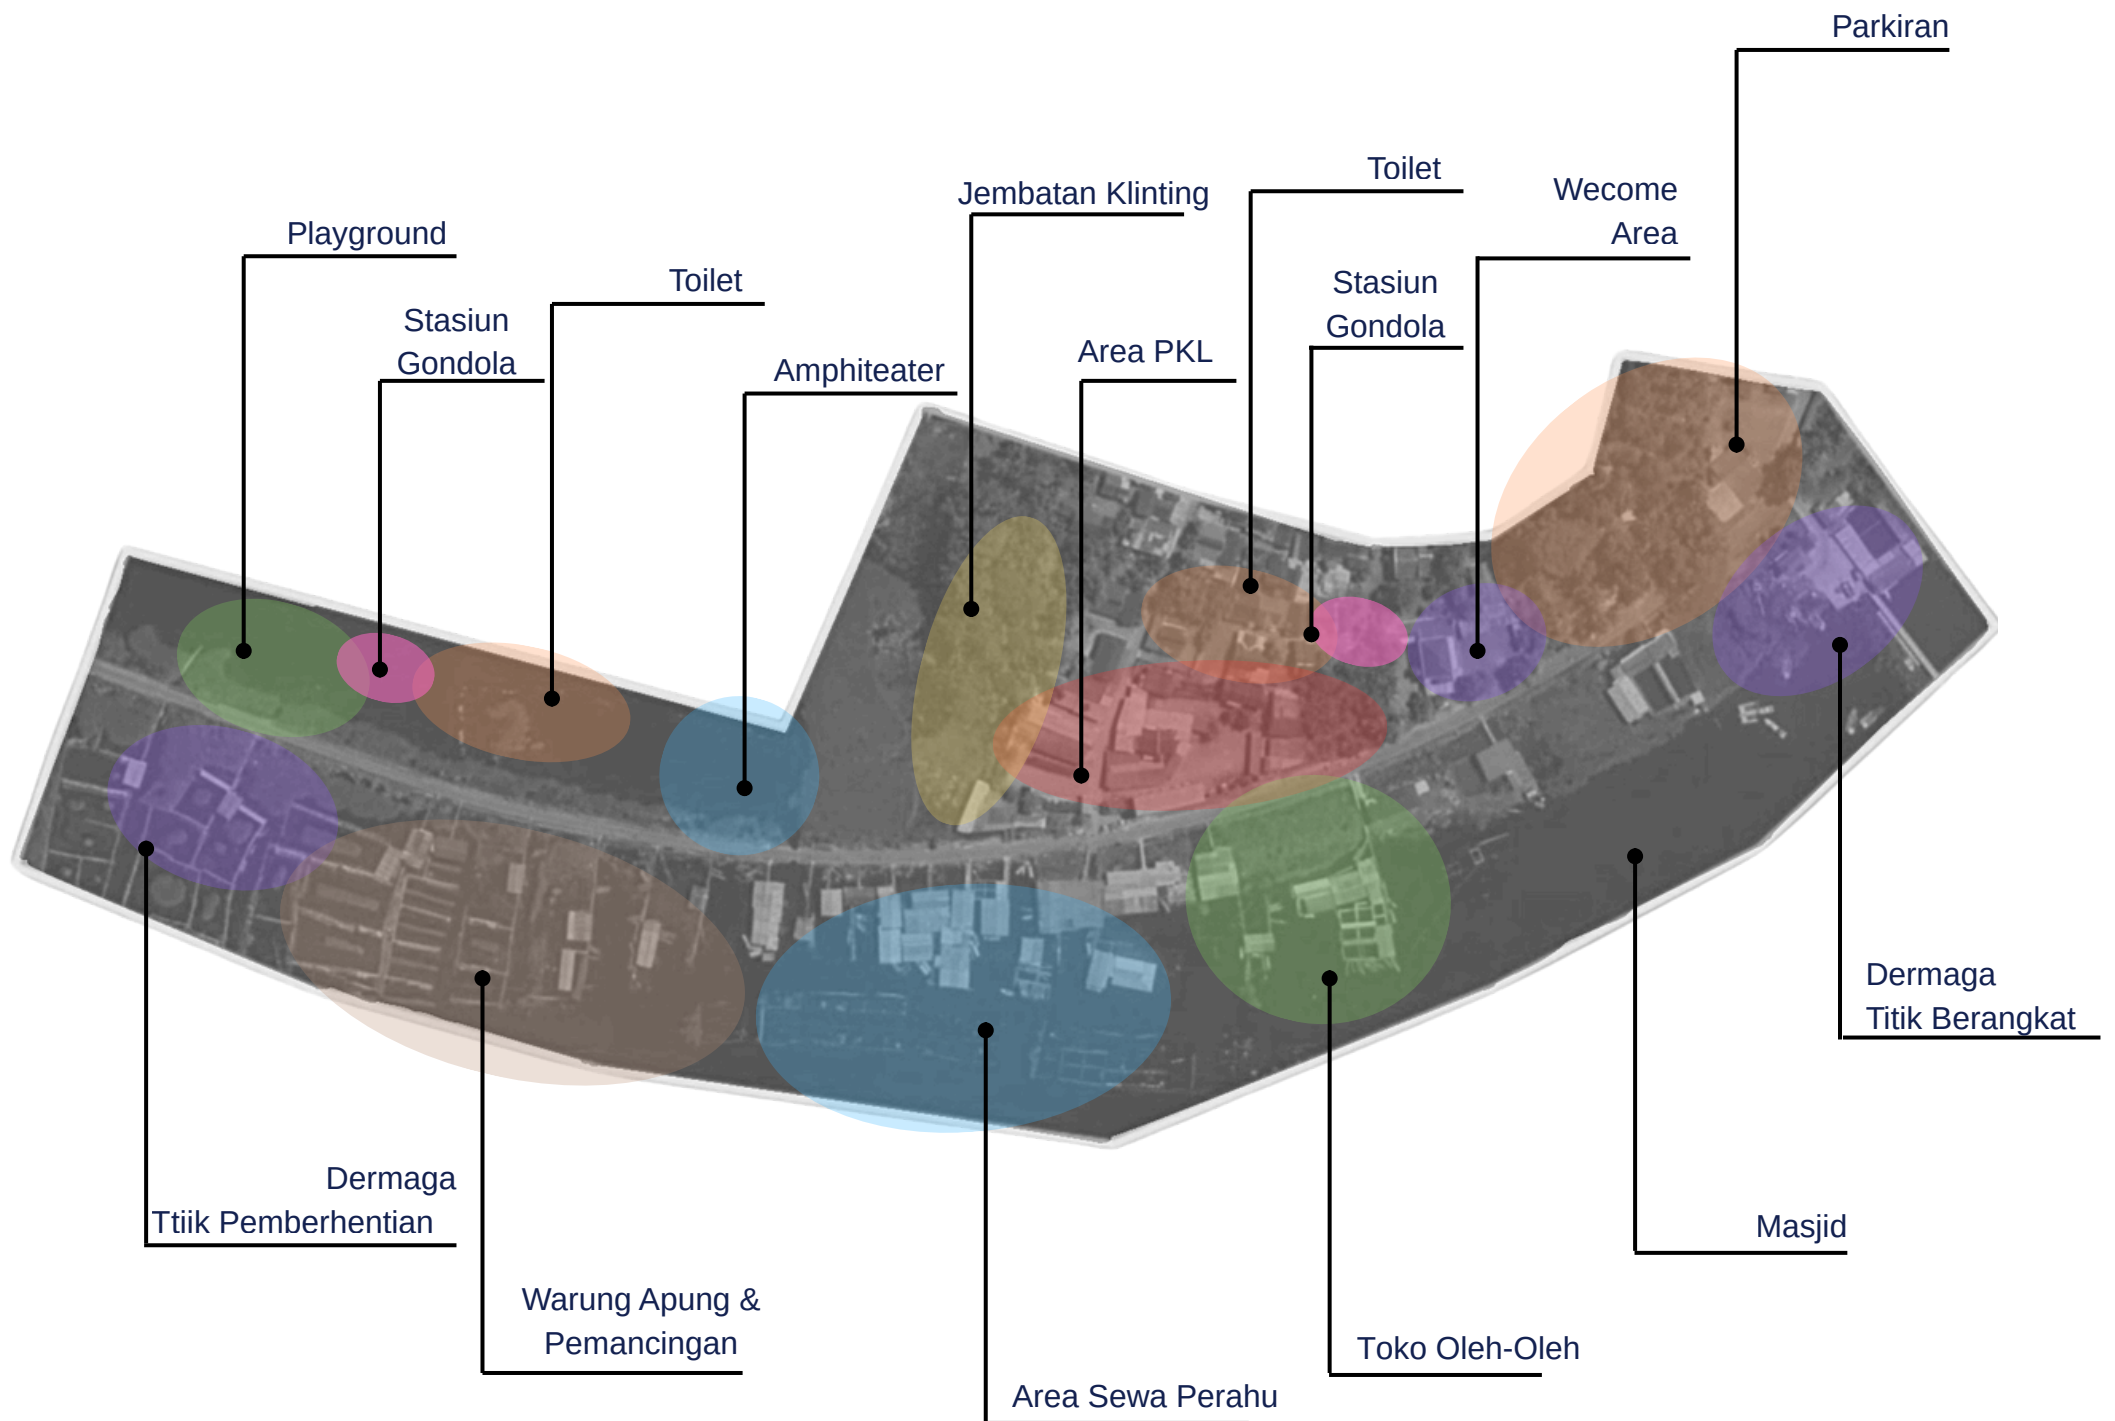 Parkiran
Toilet
Wecome
Area
Jembatan Klinting
Playground
Toilet
Stasiun
Gondola
Stasiun
Gondola
Area PKL
Amphiteater
Dermaga
Titik Berangkat
Dermaga
Ttiik Pemberhentian
Masjid
Warung Apung &
Pemancingan
Toko Oleh-Oleh
Area Sewa Perahu